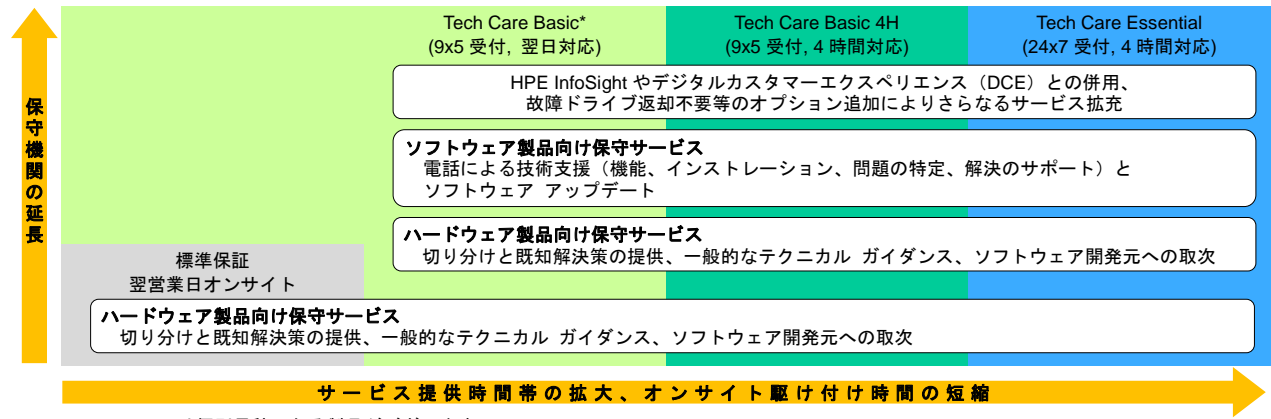 Tech Care Basic*
(9x5 受付, 翌日対応)
Tech Care Basic 4H
(9x5 受付, 4 時間対応)
Tech Care Essential
(24x7 受付, 4 時間対応)
HPE InfoSight やデジタルカスタマーエクスペリエンス（DCE）との併用、
故障ドライブ返却不要等のオプション追加によりさらなるサービス拡充
保守機関の延長
ソフトウェア製品向け保守サービス
電話による技術支援（機能、インストレーション、問題の特定、解決のサポート）と
ソフトウェア アップデート
ハードウェア製品向け保守サービス
切り分けと既知解決策の提供、一般的なテクニカル ガイダンス、ソフトウェア開発元への取次
標準保証
翌営業日オンサイト
ハードウェア製品向け保守サービス
切り分けと既知解決策の提供、一般的なテクニカル ガイダンス、ソフトウェア開発元への取次
サービス提供時間帯の拡大、オンサイト駆け付け時間の短縮